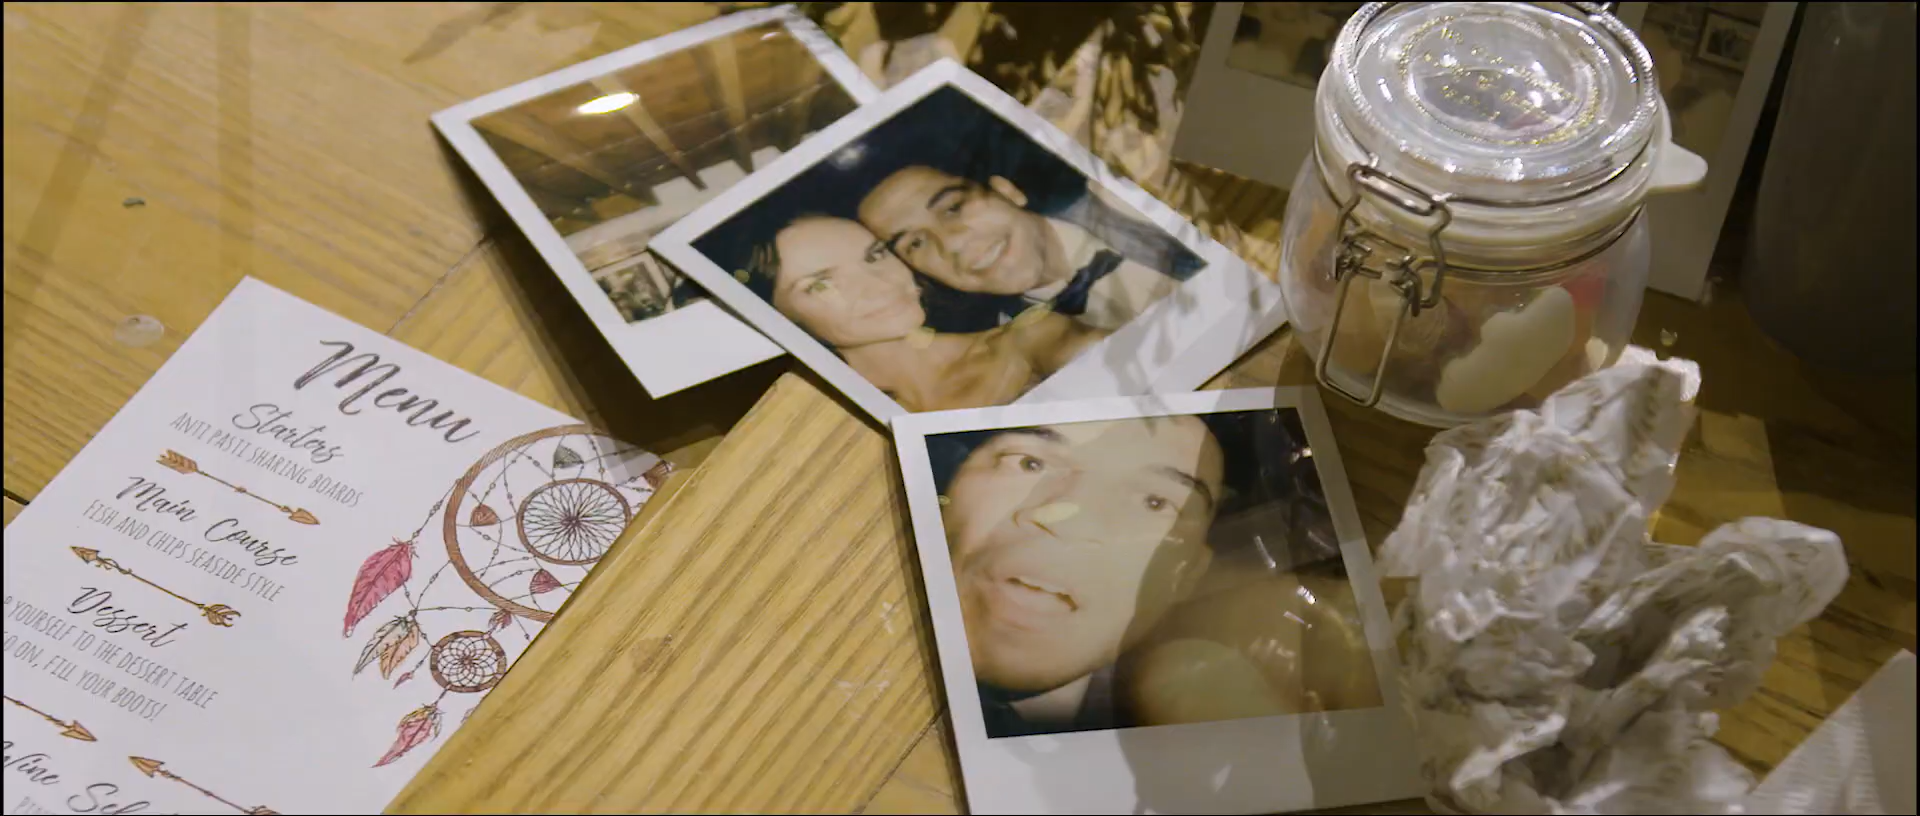 Menu
Starters
ANTI PASTI SHARING BOARDS
Main Course
FISH AND CHIPS SEASIDE STYLE
Dessert
YOURSELF TO THE DESSERT TABLE
ON, FILL YOUR BOOTS!
Wine